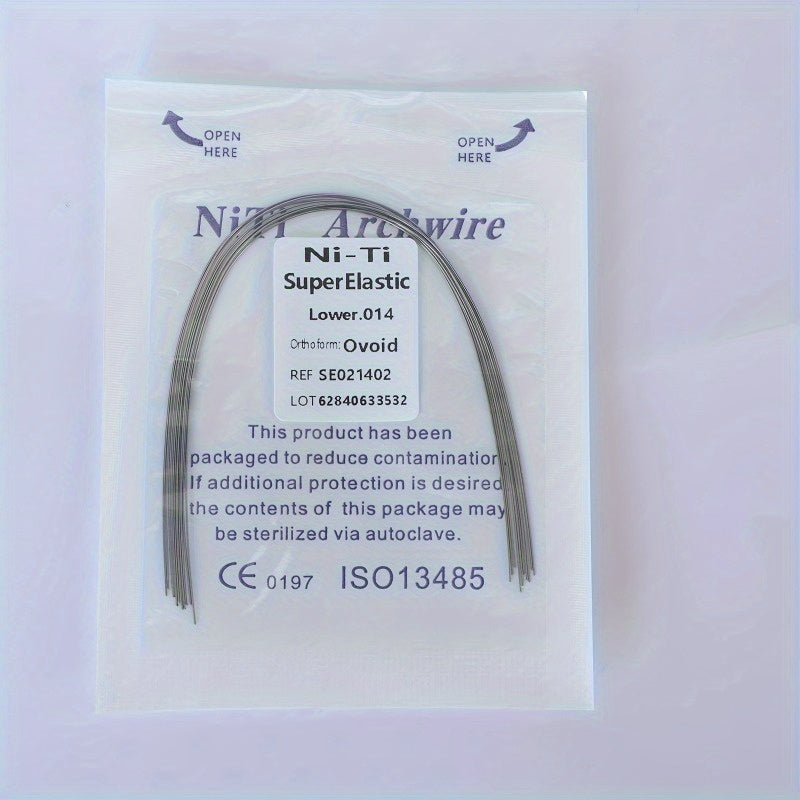 OPEN
HERE
OPEN
HERE
NiTi Archwire
Ni-Ti
SuperElastic
Lower.014
Orthoform: Ovoid
REF SE021402
LOT 62840633532
This product has been
packaged to reduce contamination
If additional protection is desired
the contents of this package may
be sterilized via autoclave.
CE 0197 ISO13485